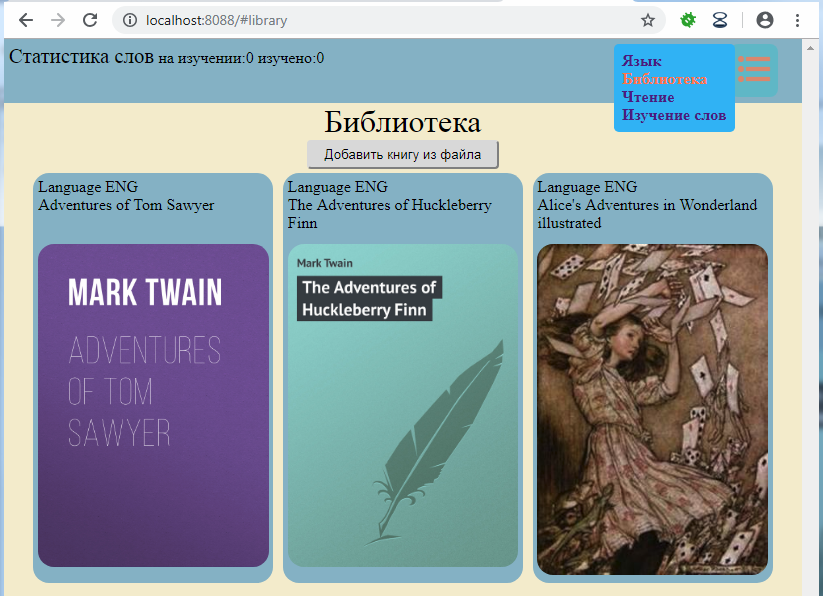 localhost:8088/#library
Статистика слов на изучении:0 изучено:0
Язык
Библиотека
Чтение
Изучение слов
Библиотека
Добавить книгу из файла
Language ENG
Adventures of Tom Sawyer
MARK TWAIN
ADVENTURES
OF TOM
SAWYER
Language ENG
The Adventures of Huckleberry
Finn
Mark Twain
The Adventures of
Huckleberry Finn
Language ENG
Alice's Adventures in Wonderland
illustrated